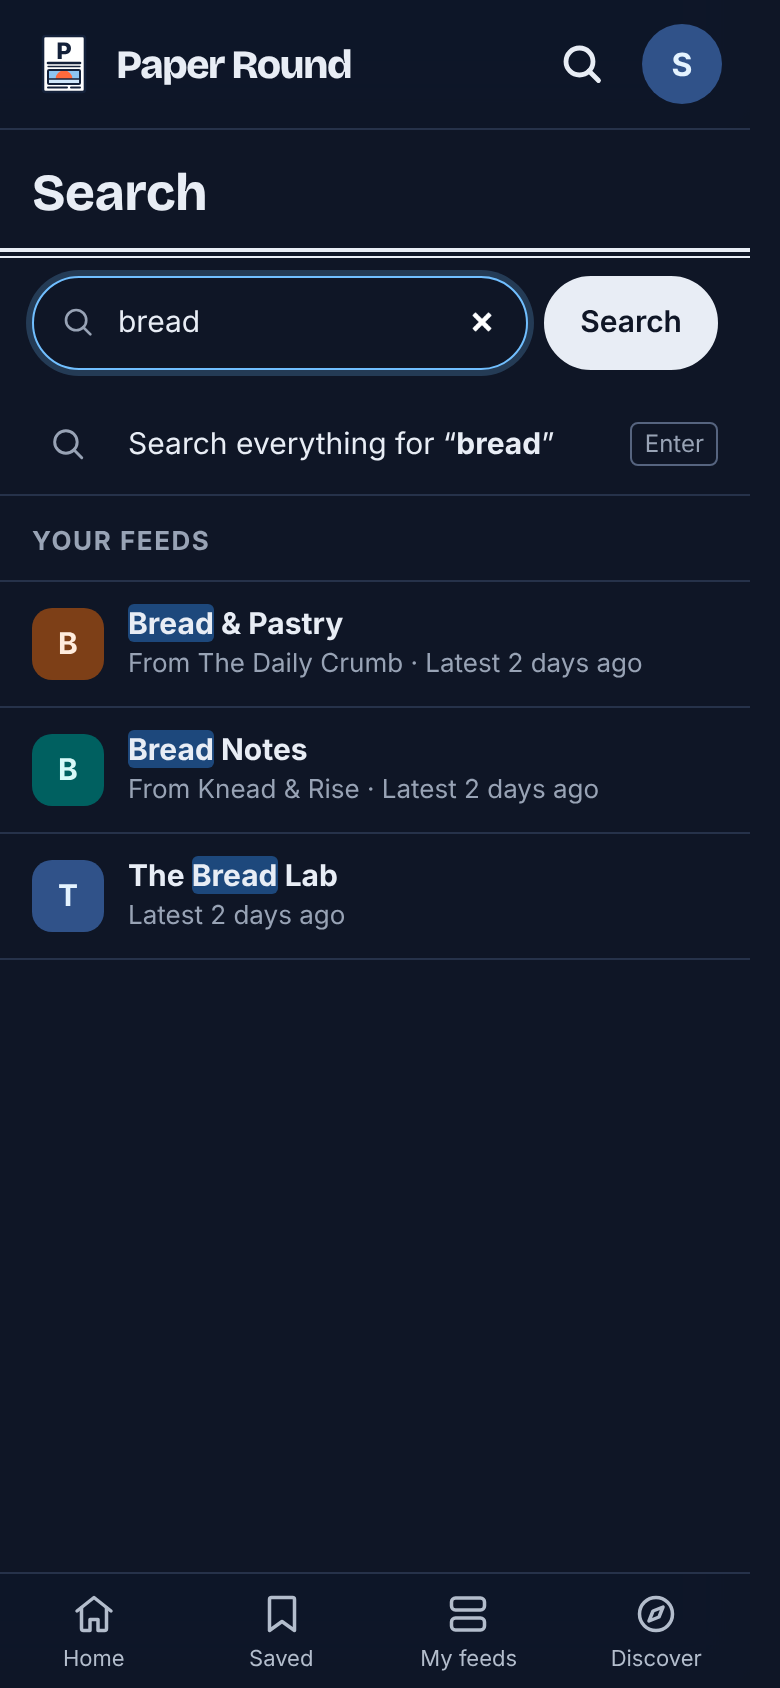 P
Paper Round
S
Search
bread
Search
Search everything for “bread”
Enter
YOUR FEEDS
B
Bread & Pastry
From The Daily Crumb · Latest 2 days ago
B
Bread Notes
From Knead & Rise · Latest 2 days ago
T
The Bread Lab
Latest 2 days ago
Home
Saved
My feeds
Discover